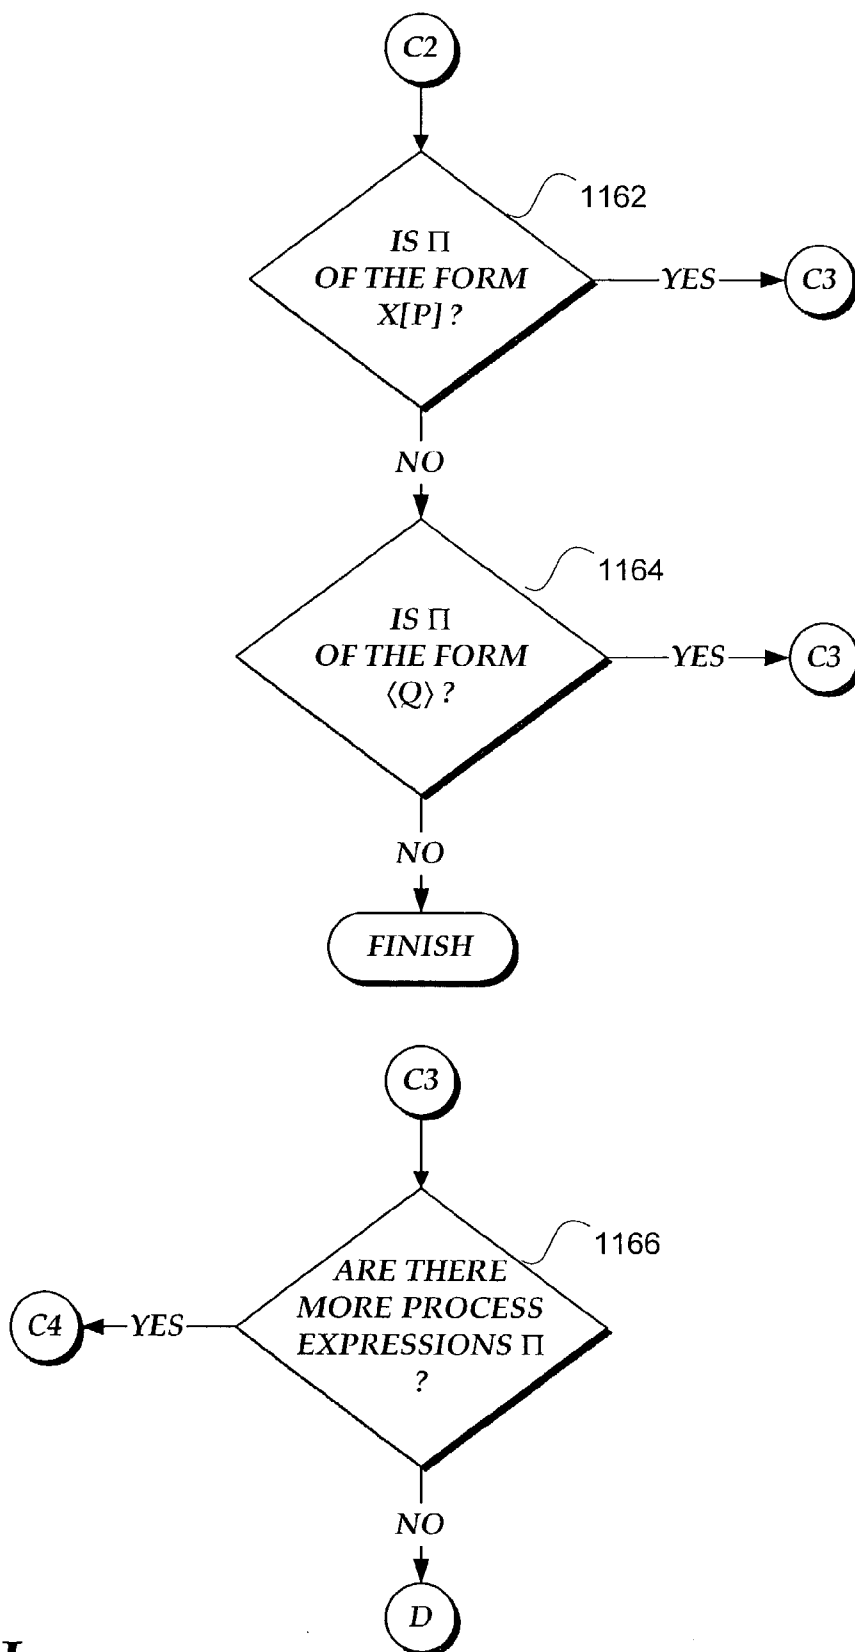 C2
1162
IS Π
OF THE FORM
X[P] ?
YES
C3
NO
1164
IS Π
OF THE FORM
⟨Q⟩ ?
YES
C3
NO
FINISH
C3
1166
ARE THERE
MORE PROCESS
EXPRESSIONS Π
?
YES
C4
NO
D